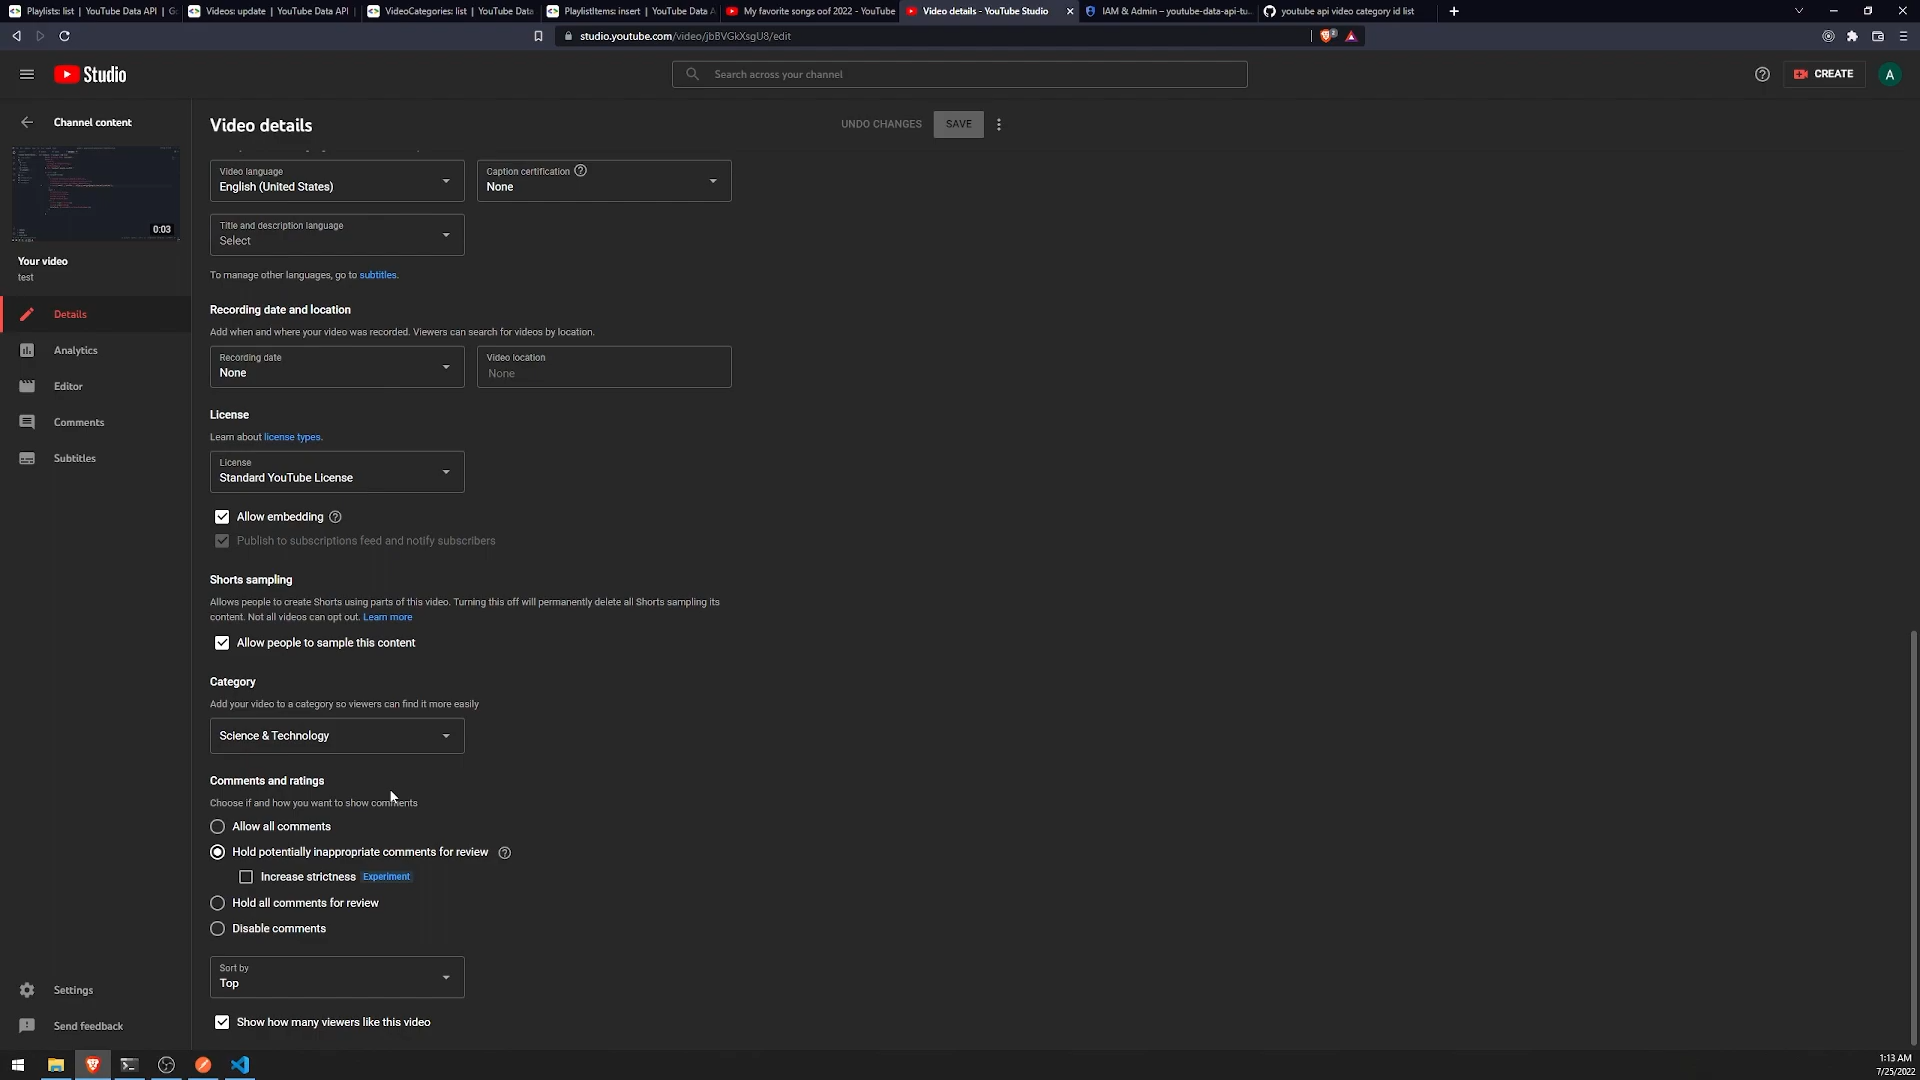 Playlists: list | YouTube Data API | G
Videos: update | YouTube Data API |
VideoCategories: list | YouTube Data
PlaylistItems: insert | YouTube Data A
My favorite songs oof 2022 - YouTube
Video details - YouTube Studio
IAM & Admin – youtube-data-api-tu...
youtube api video category id list
studio.youtube.com/video/jbBVGkXsgU8/edit
2
Studio
Search across your channel
CREATE
A
Channel content
Video details
UNDO CHANGES
SAVE
0:03
Your video
test
Details
Analytics
Editor
Comments
Subtitles
Settings
Send feedback
Video language
English (United States)
Caption certification
None
Title and description language
Select
To manage other languages, go to subtitles.
Recording date and location
Add when and where your video was recorded. Viewers can search for videos by location.
Recording date
None
Video location
None
License
Learn about license types.
License
Standard YouTube License
Allow embedding
Publish to subscriptions feed and notify subscribers
Shorts sampling
Allows people to create Shorts using parts of this video. Turning this off will permanently delete all Shorts sampling its
content. Not all videos can opt out. Learn more
Allow people to sample this content
Category
Add your video to a category so viewers can find it more easily
Science & Technology
Comments and ratings
Choose if and how you want to show comments
Allow all comments
Hold potentially inappropriate comments for review
Increase strictness Experiment
Hold all comments for review
Disable comments
Sort by
Top
Show how many viewers like this video
1:13 AM
7/25/2022